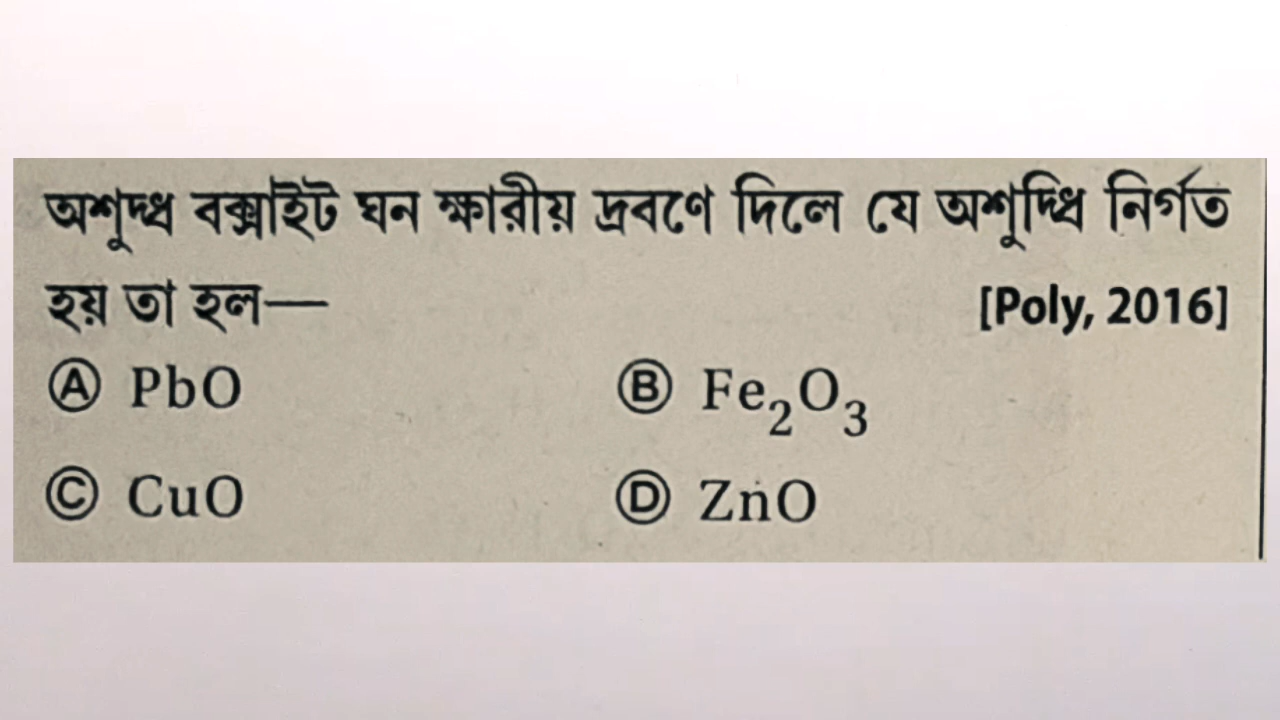 অশুদ্ধ বক্সাইট ঘন ক্ষারীয় দ্রবণে দিলে যে অশুদ্ধি নির্গত
হয় তা হল— [Poly, 2016]
Ⓐ PbO Ⓑ Fe₂O₃
Ⓒ CuO Ⓓ ZnO